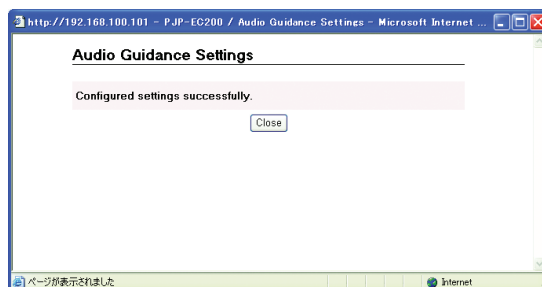 http://192.168.100.101 - PJP-EC200 / Audio Guidance Settings - Microsoft Internet ...
Audio Guidance Settings
Configured settings successfully.
Close
ページが表示されました
Internet